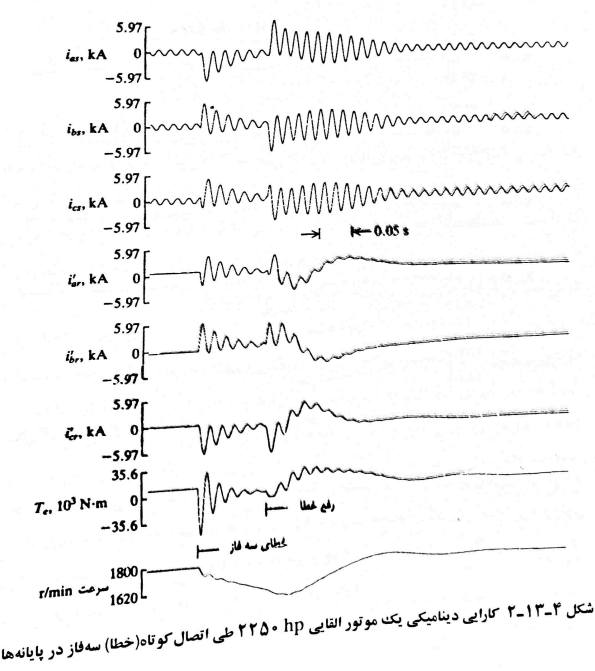 5.97
i_as, kA 0
−5.97
5.97
i_bs, kA 0
−5.97
5.97
i_cs, kA 0
−5.97
0.05 s
5.97
i′_ar, kA 0
−5.97
5.97
i′_br, kA 0
−5.97
5.97
i′_cr, kA 0
−5.97
35.6
T_e, 10³ N·m 0
−35.6
رفع خطا
خطای سه فاز
1800
سرعت r/min
1620
شکل ۴-۱۳-۲ کارایی دینامیکی یک موتور القایی ۲۲۵۰ hp طی اتصال کوتاه(خطا) سه‌فاز در پایانه‌ها